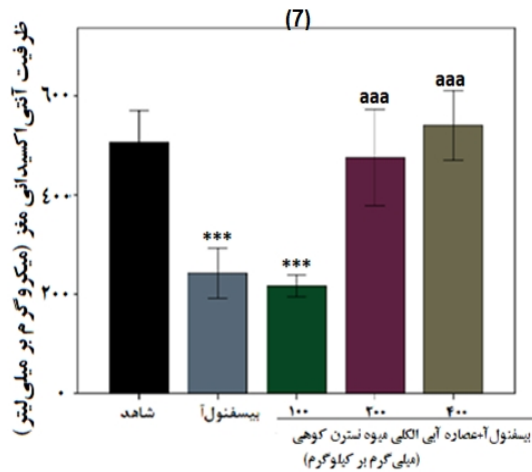 (7)
ظرفیت آنتی‌اکسیدانی مغز (میکروگرم بر میلی‌لیتر)
۶۰۰
۴۰۰
۲۰۰
۰
***
***
aaa
aaa
شاهد
بیسفنول‌آ
۱۰۰
۲۰۰
۴۰۰
بیسفنول‌آ+عصاره آبی الکلی میوه نسترن کوهی
(میلی‌گرم بر کیلوگرم)